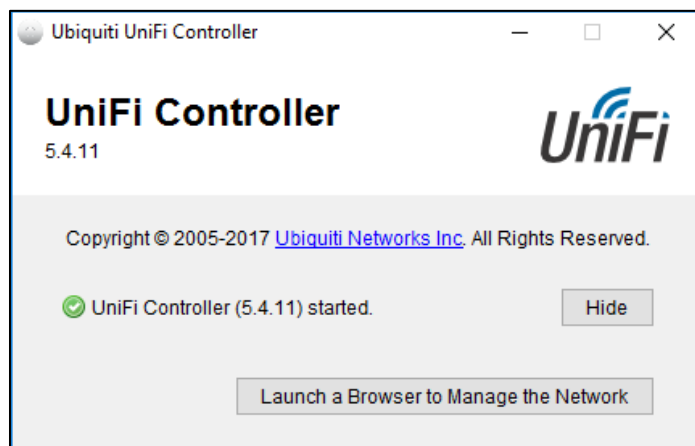 Ubiquiti UniFi Controller
UniFi Controller
5.4.11
UniFi
Copyright © 2005-2017 Ubiquiti Networks Inc. All Rights Reserved.
UniFi Controller (5.4.11) started.
Hide
Launch a Browser to Manage the Network